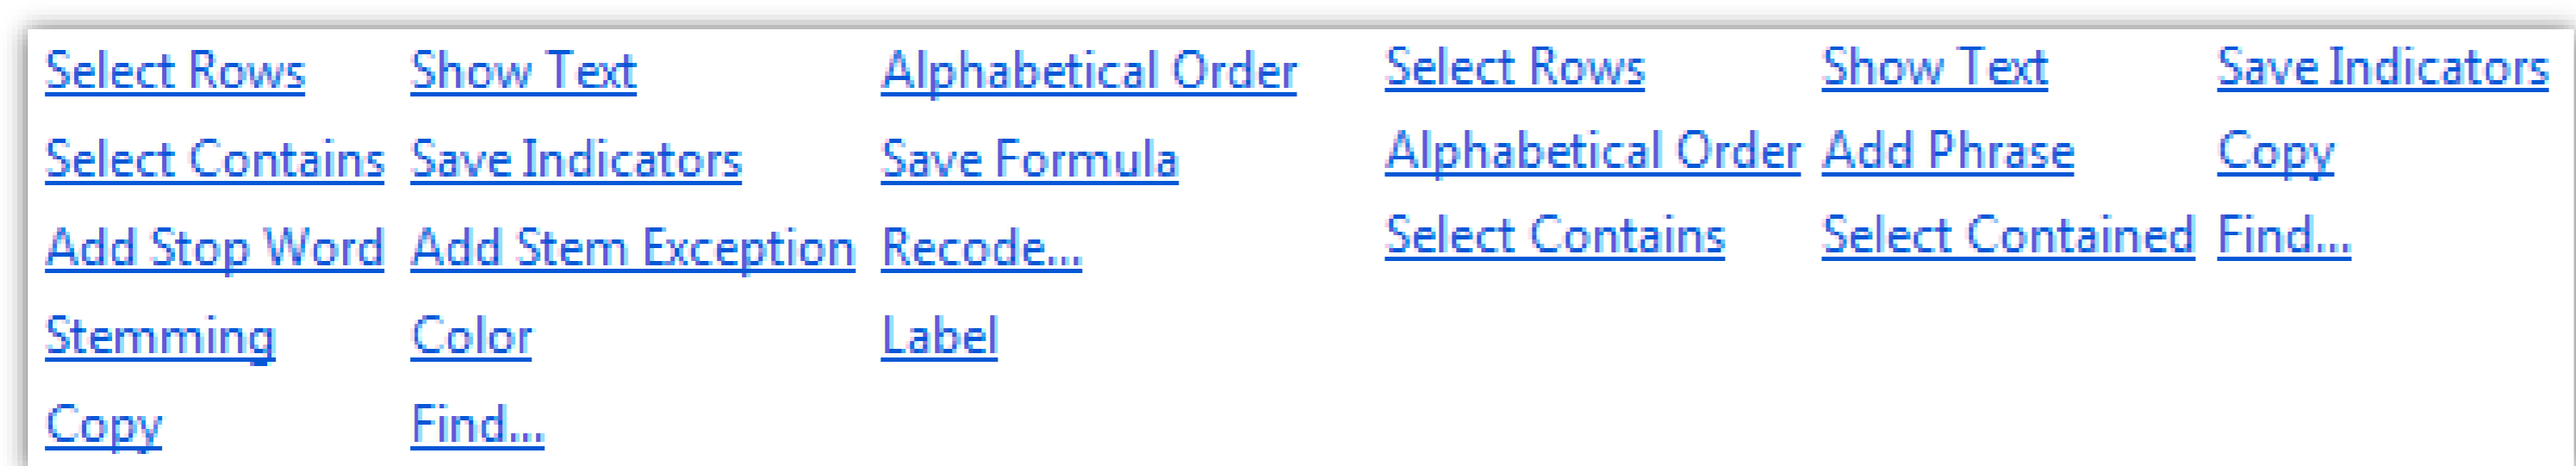 Select Rows Show Text Alphabetical Order
Select Contains Save Indicators Save Formula
Add Stop Word Add Stem Exception Recode...
Stemming Color Label
Copy Find...
Select Rows Show Text Save Indicators
Alphabetical Order Add Phrase Copy
Select Contains Select Contained Find...